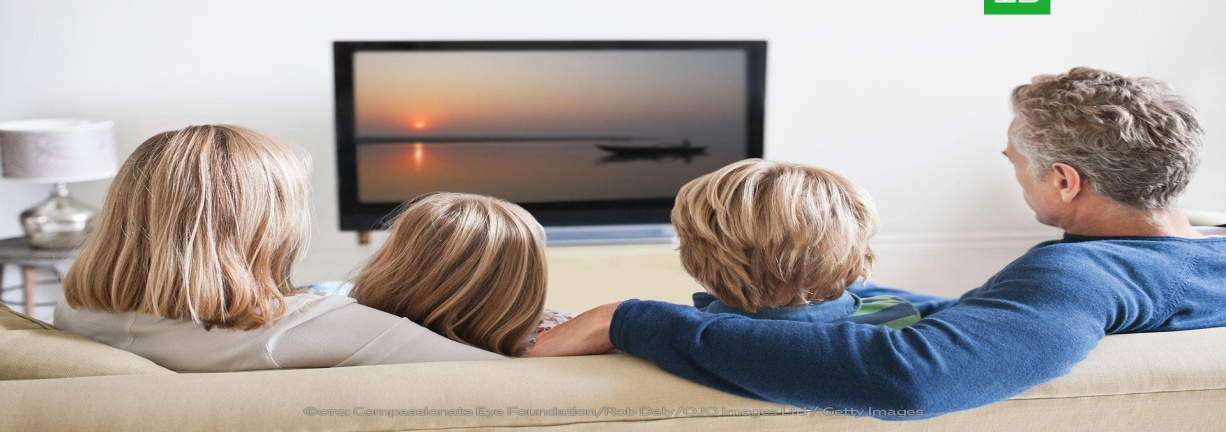 Фото: Compassionate Eye Foundation/Rob Daly/OJO Images Ltd / Getty Images